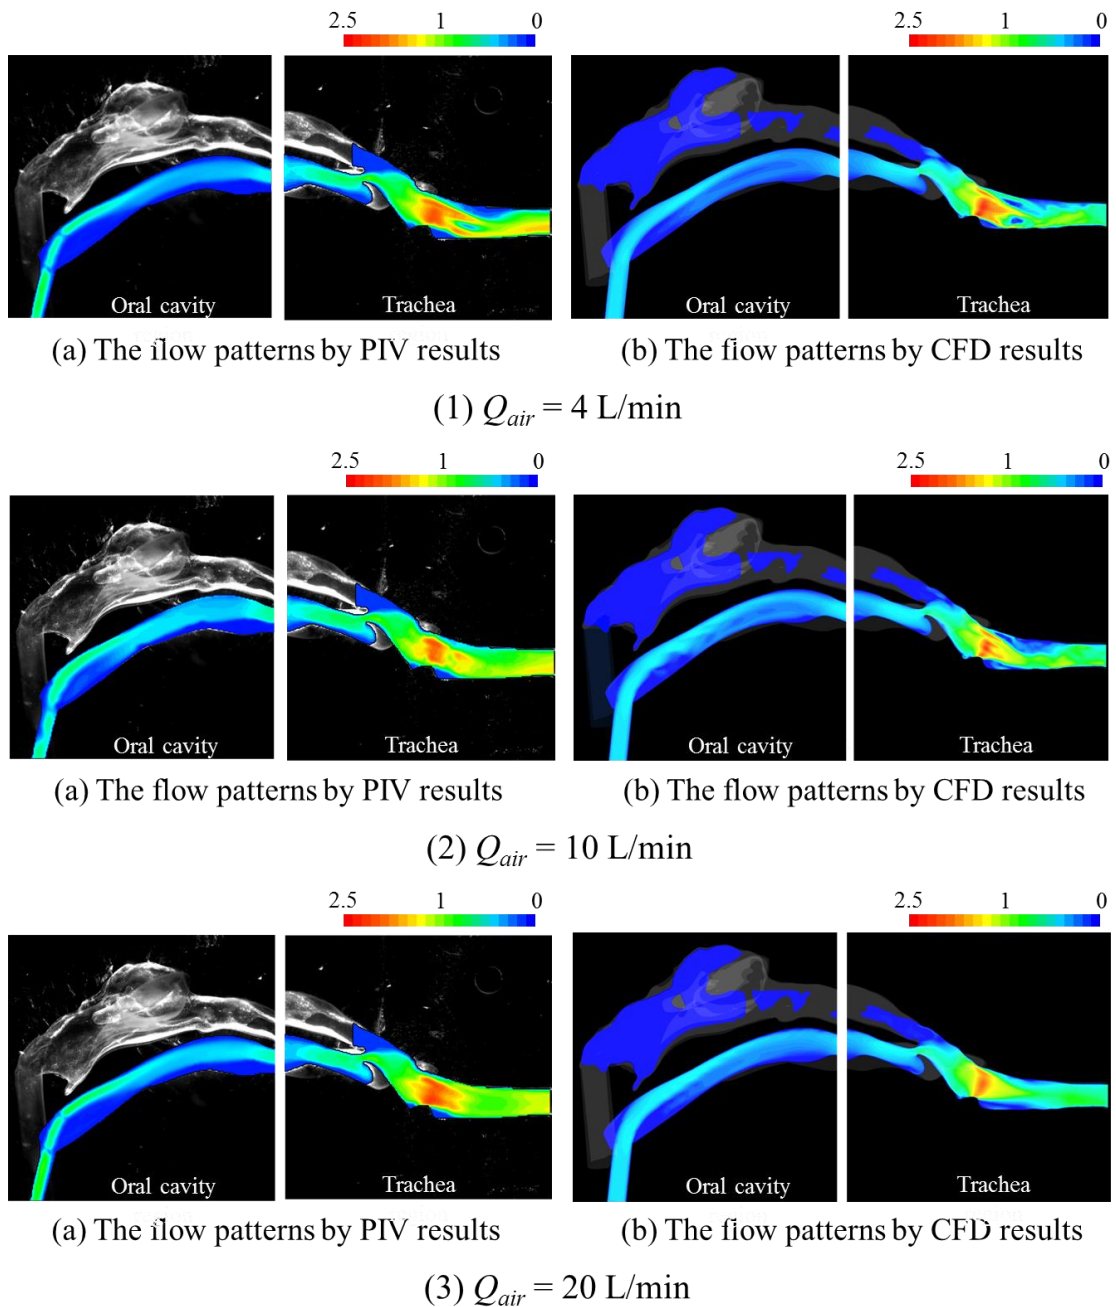 2.5 1 0
2.5 1 0
Oral cavity
Trachea
Oral cavity
Trachea
(a) The flow patterns by PIV results
(b) The flow patterns by CFD results
(1) Qair = 4 L/min
2.5 1 0
2.5 1 0
Oral cavity
Trachea
Oral cavity
Trachea
(a) The flow patterns by PIV results
(b) The flow patterns by CFD results
(2) Qair = 10 L/min
2.5 1 0
2.5 1 0
Oral cavity
Trachea
Oral cavity
Trachea
(a) The flow patterns by PIV results
(b) The flow patterns by CFD results
(3) Qair = 20 L/min